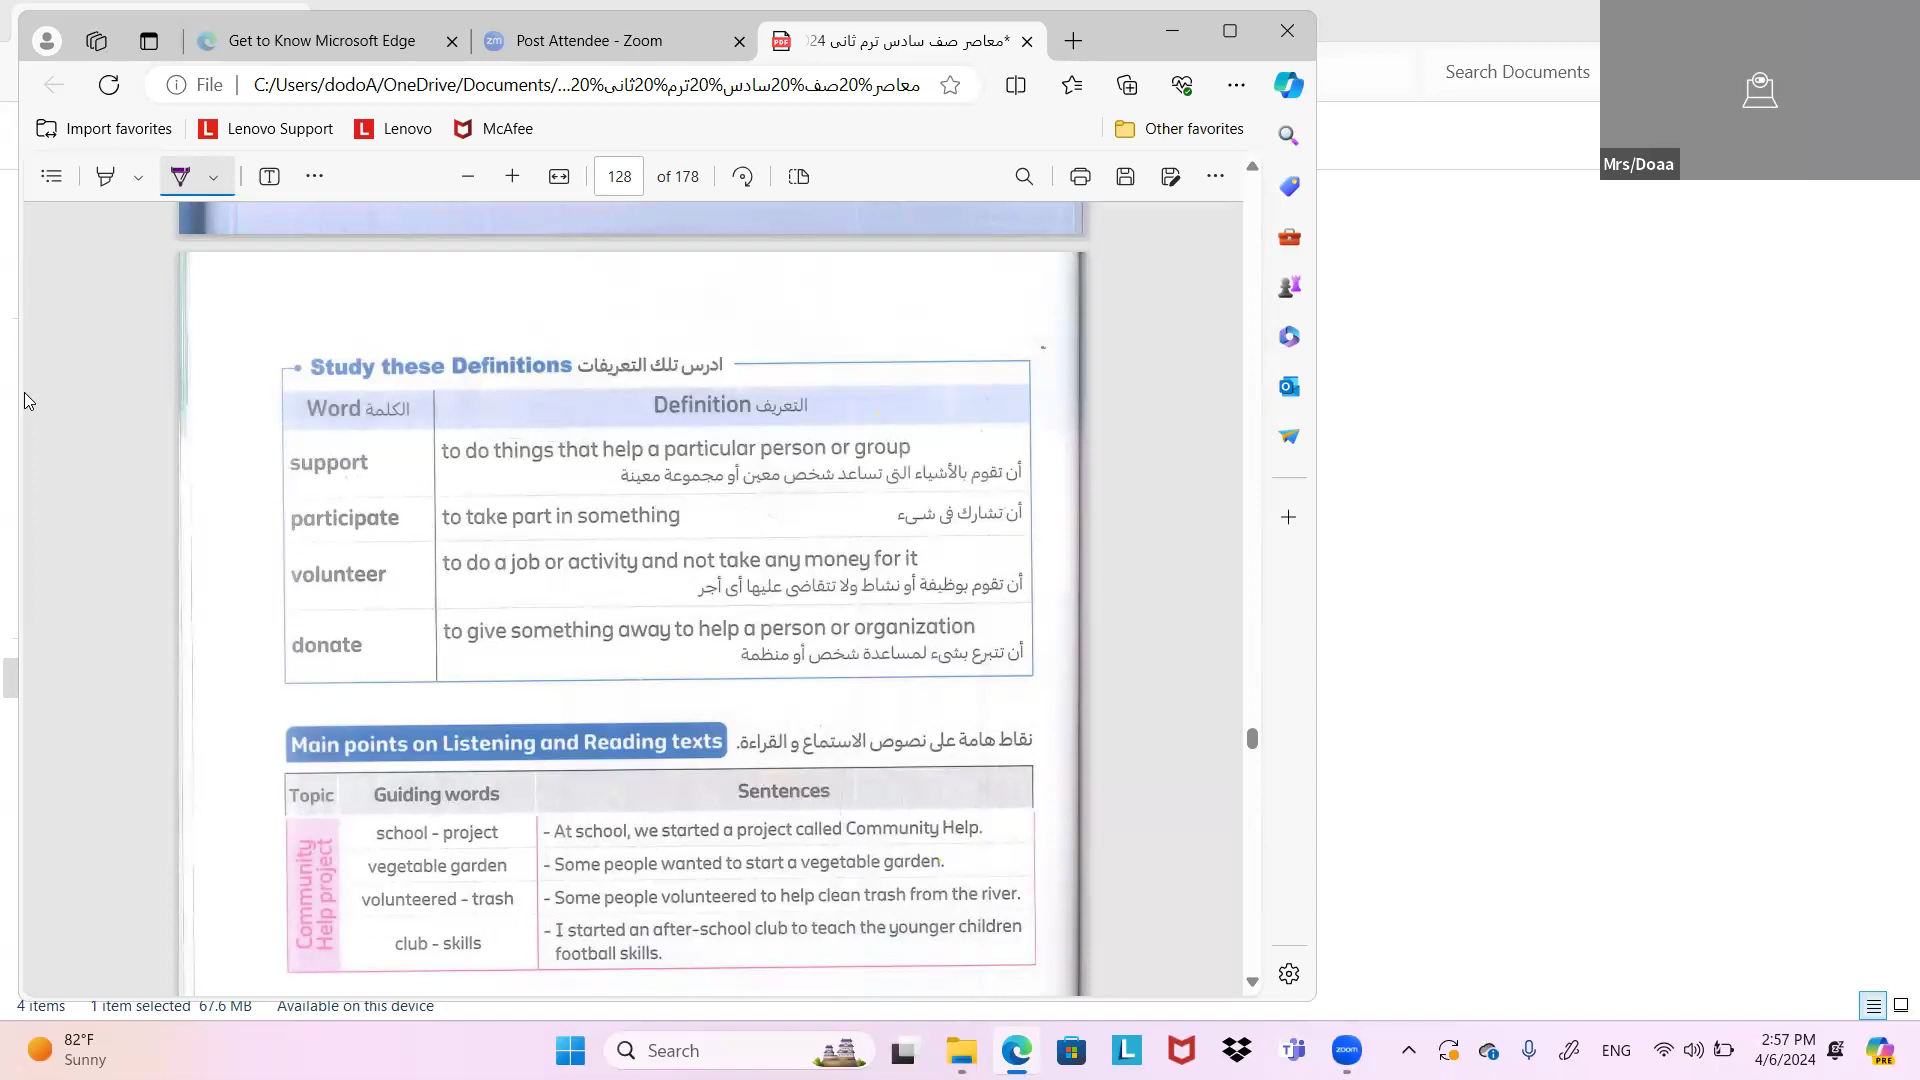 Get to Know Microsoft Edge
Post Attendee - Zoom
*معاصر صف سادس ترم ثانى 024
Search Documents
File
C:/Users/dodoA/OneDrive/Documents/...معاصر%20صف%20سادس%20ترم%20ثانى%20
Import favorites
Lenovo Support
Lenovo
McAfee
Other favorites
Mrs/Doaa
128 of 178
Study these Definitions ادرس تلك التعريفات
Word الكلمة
Definition التعريف
support
to do things that help a particular person or group
أن تقوم بالأشياء التى تساعد شخص معين أو مجموعة معينة
participate
to take part in something أن تشارك فى شىء
volunteer
to do a job or activity and not take any money for it
أن تقوم بوظيفة أو نشاط ولا تتقاضى عليها أى أجر
donate
to give something away to help a person or organization
أن تتبرع بشىء لمساعدة شخص أو منظمة
Main points on Listening and Reading texts نقاط هامة على نصوص الاستماع و القراءة.
Topic Guiding words Sentences
Community Help project
school - project - At school, we started a project called Community Help.
vegetable garden - Some people wanted to start a vegetable garden.
volunteered - trash - Some people volunteered to help clean trash from the river.
club - skills - I started an after-school club to teach the younger children
football skills.
4 items 1 item selected 67.6 MB Available on this device
82°F
Sunny
Search
ENG
2:57 PM
4/6/2024